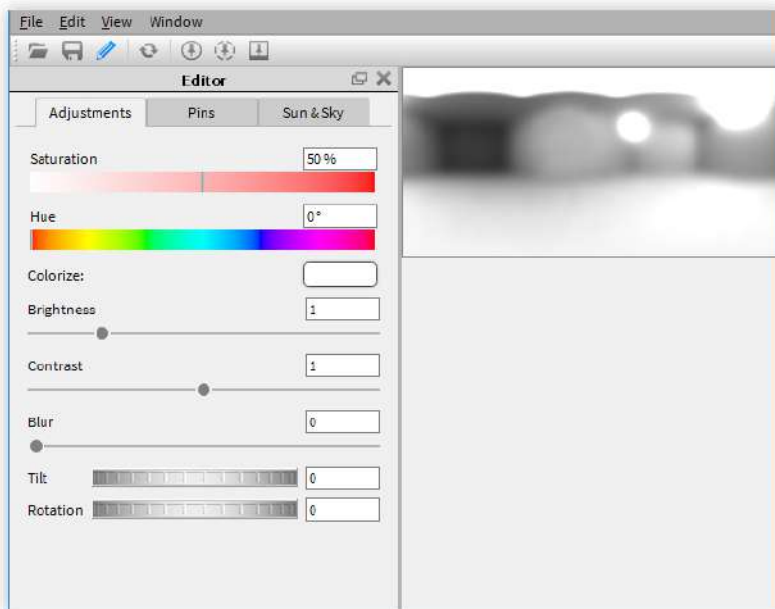 File Edit View Window
Editor
Adjustments Pins Sun & Sky
Saturation 50 %
Hue 0°
Colorize:
Brightness 1
Contrast 1
Blur 0
Tilt 0
Rotation 0